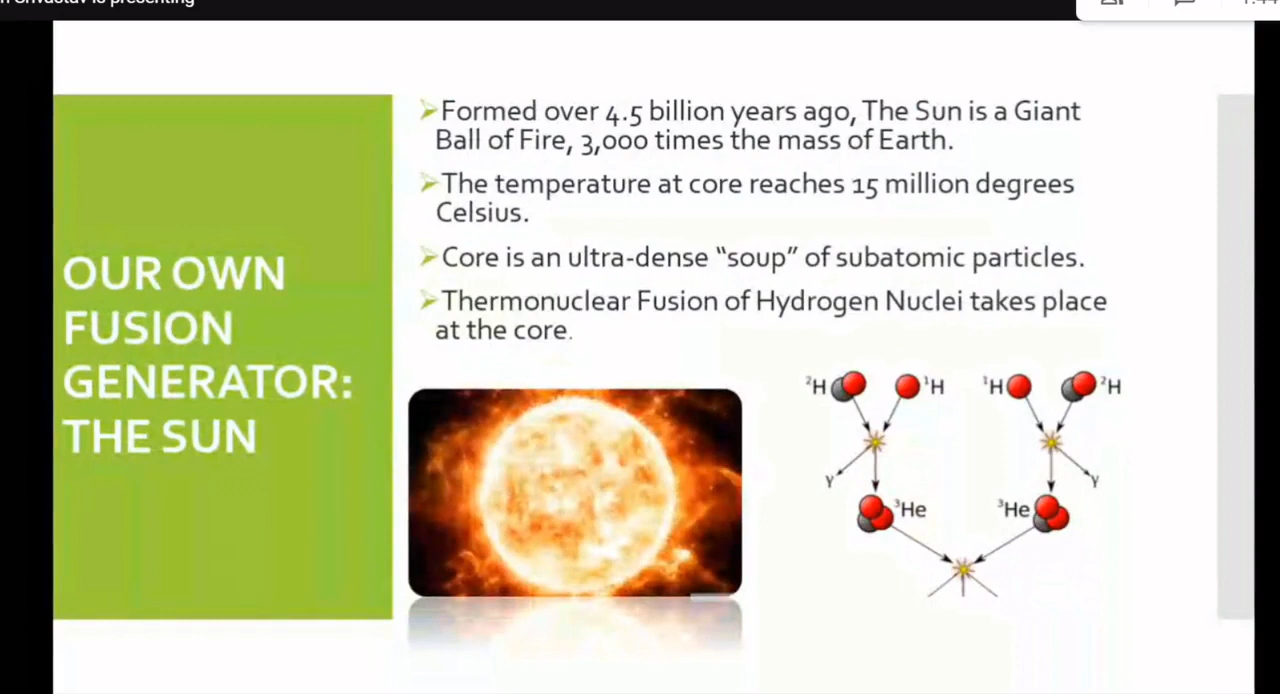 is presenting
OUR OWN
FUSION
GENERATOR:
THE SUN
➤Formed over 4.5 billion years ago, The Sun is a Giant
Ball of Fire, 3,000 times the mass of Earth.
➤The temperature at core reaches 15 million degrees
Celsius.
➤Core is an ultra-dense “soup” of subatomic particles.
➤Thermonuclear Fusion of Hydrogen Nuclei takes place
at the core.
²H ¹H ¹H ²H
γ γ
³He ³He